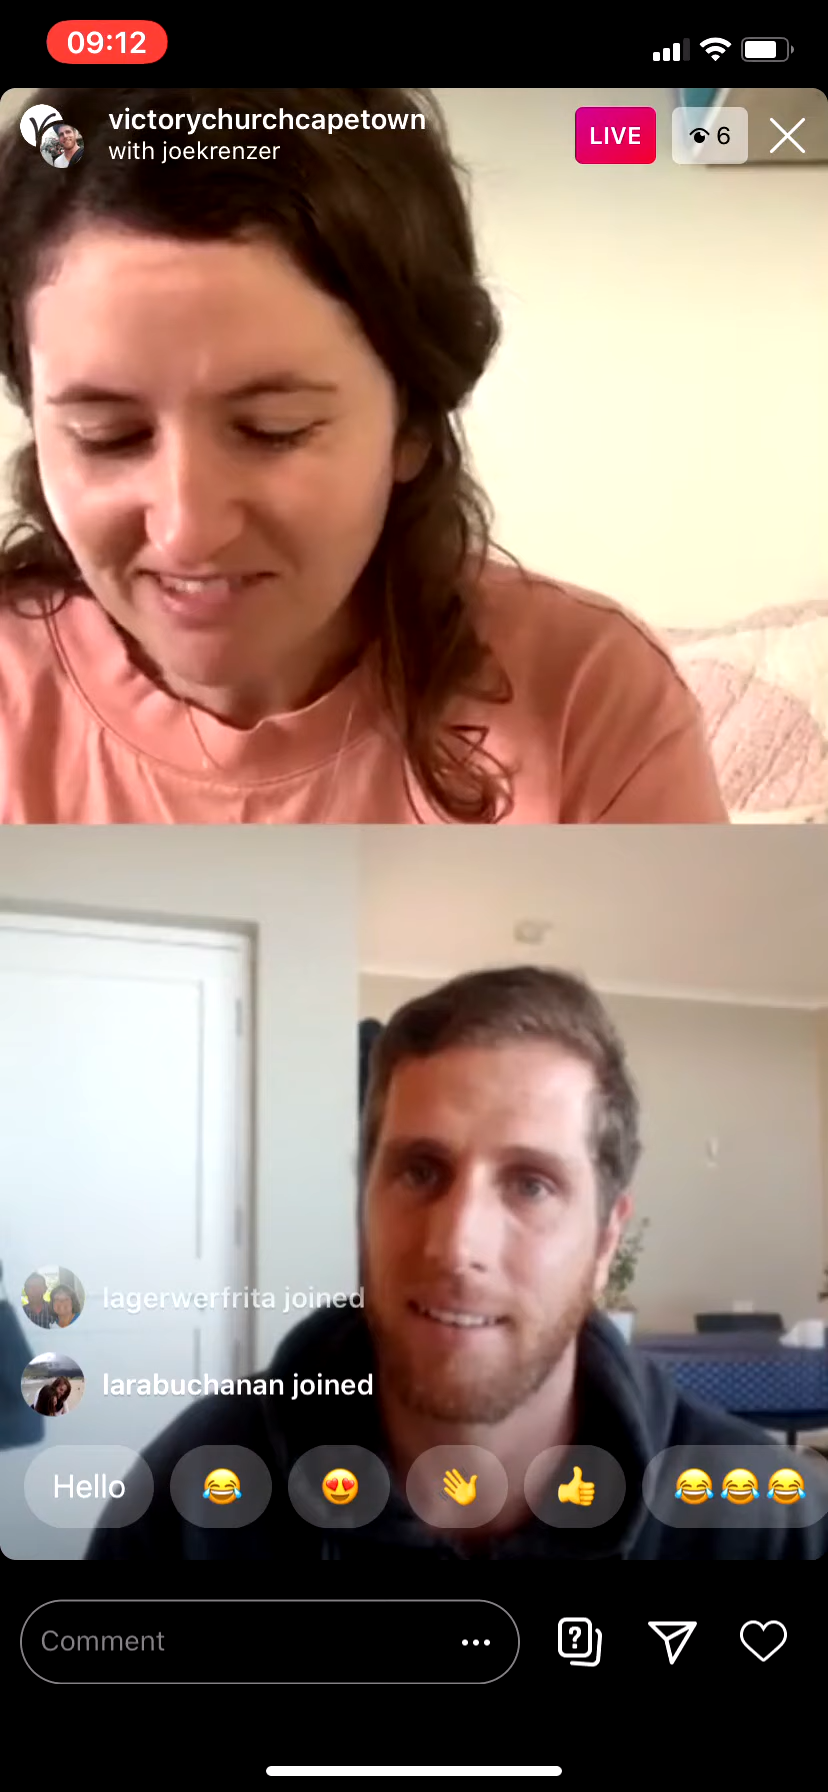 09:12
victorychurchcapetown
with joekrenzer
LIVE
6
lagerwerfrita joined
larabuchanan joined
Hello
Comment